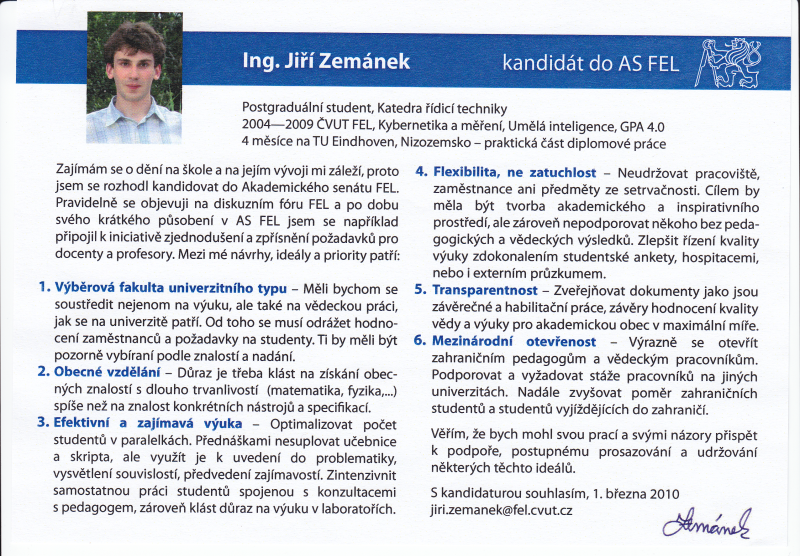 Ing. Jiří Zemánek
kandidát do AS FEL
Postgraduální student, Katedra řídicí techniky
2004—2009 ČVUT FEL, Kybernetika a měření, Umělá inteligence, GPA 4.0
4 měsíce na TU Eindhoven, Nizozemsko – praktická část diplomové práce
Zajímám se o dění na škole a na jejím vývoji mi záleží, proto
jsem se rozhodl kandidovat do Akademického senátu FEL.
Pravidelně se objevuji na diskuzním fóru FEL a po dobu
svého krátkého působení v AS FEL jsem se například
připojil k iniciativě zjednodušení a zpřísnění požadavků pro
docenty a profesory. Mezi mé návrhy, ideály a priority patří:
1. Výběrová fakulta univerzitního typu – Měli bychom se
soustředit nejenom na výuku, ale také na vědeckou práci,
jak se na univerzitě patří. Od toho se musí odrážet hodno-
cení zaměstnanců a požadavky na studenty. Ti by měli být
pozorně vybíraní podle znalostí a nadání.
2. Obecné vzdělání – Důraz je třeba klást na získání obec-
ných znalostí s dlouho trvanlivostí (matematika, fyzika,...)
spíše než na znalost konkrétních nástrojů a specifikací.
3. Efektivní a zajímavá výuka – Optimalizovat počet
studentů v paralelkách. Přednáškami nesuplovat učebnice
a skripta, ale využít je k uvedení do problematiky,
vysvětlení souvislostí, předvedení zajímavostí. Zintenzivnit
samostatnou práci studentů spojenou s konzultacemi
s pedagogem, zároveň klást důraz na výuku v laboratořích.
4. Flexibilita, ne zatuchlost – Neudržovat pracoviště,
zaměstnance ani předměty ze setrvačnosti. Cílem by
měla být tvorba akademického a inspirativního
prostředí, ale zároveň nepodporovat někoho bez peda-
gogických a vědeckých výsledků. Zlepšit řízení kvality
výuky zdokonalením studentské ankety, hospitacemi,
nebo i externím průzkumem.
5. Transparentnost – Zveřejňovat dokumenty jako jsou
závěrečné a habilitační práce, závěry hodnocení kvality
vědy a výuky pro akademickou obec v maximální míře.
6. Mezinárodní otevřenost – Výrazně se otevřít
zahraničním pedagogům a vědeckým pracovníkům.
Podporovat a vyžadovat stáže pracovníků na jiných
univerzitách. Nadále zvyšovat poměr zahraničních
studentů a studentů vyjíždějících do zahraničí.
Věřím, že bych mohl svou prací a svými názory přispět
k podpoře, postupnému prosazování a udržování
některých těchto ideálů.
S kandidaturou souhlasím, 1. března 2010
jiri.zemanek@fel.cvut.cz
Zemánek